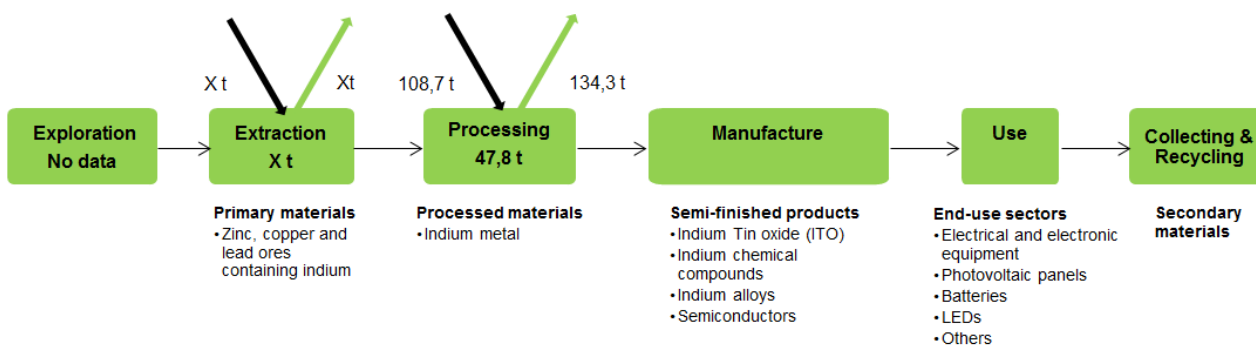 X t
Xt
108,7 t
134,3 t
Exploration
No data
Extraction
X t
Processing
47,8 t
Manufacture
Use
Collecting &
Recycling
Primary materials
•Zinc, copper and
lead ores
containing indium
Processed materials
•Indium metal
Semi-finished products
•Indium Tin oxide (ITO)
•Indium chemical
compounds
•Indium alloys
•Semiconductors
End-use sectors
•Electrical and electronic
equipment
•Photovoltaic panels
•Batteries
•LEDs
•Others
Secondary
materials